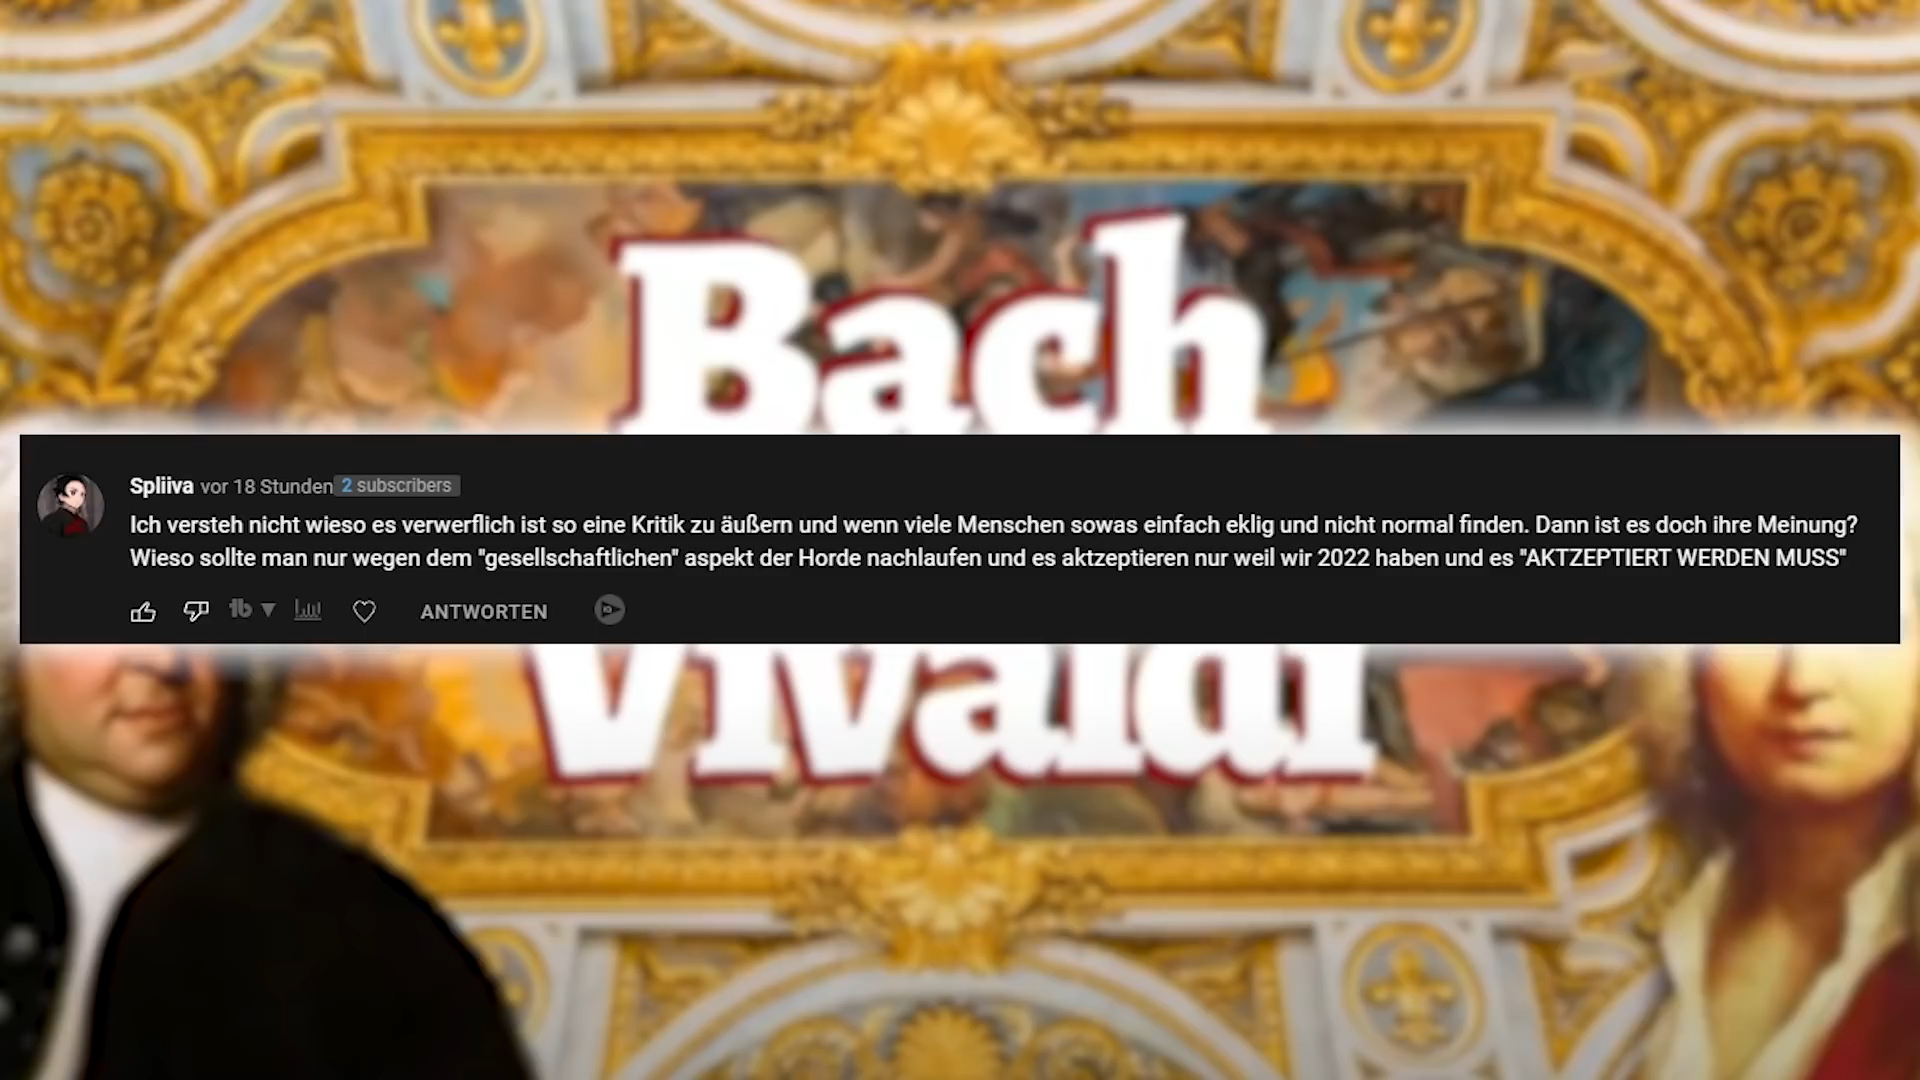 Bach
Spliiva vor 18 Stunden 2 subscribers
Ich versteh nicht wieso es verwerflich ist so eine Kritik zu äußern und wenn viele Menschen sowas einfach eklig und nicht normal finden. Dann ist es doch ihre Meinung?
Wieso sollte man nur wegen dem "gesellschaftlichen" aspekt der Horde nachlaufen und es aktzeptieren nur weil wir 2022 haben und es "AKTZEPTIERT WERDEN MUSS"
tb ANTWORTEN
Vivaldi